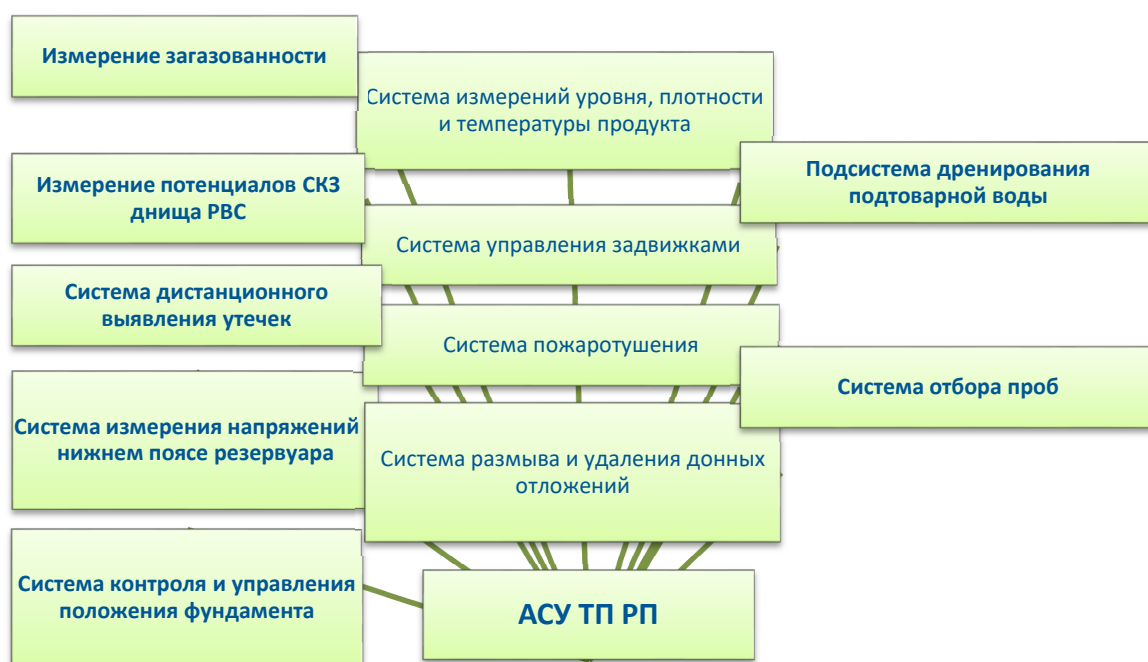 Измерение загазованности
Система измерений уровня, плотности
и температуры продукта
Подсистема дренирования
подтоварной воды
Измерение потенциалов СКЗ
днища РВС
Система управления задвижками
Система дистанционного
выявления утечек
Система пожаротушения
Система отбора проб
Система измерения напряжений
нижнем поясе резервуара
Система размыва и удаления донных
отложений
Система контроля и управления
положения фундамента
АСУ ТП РП